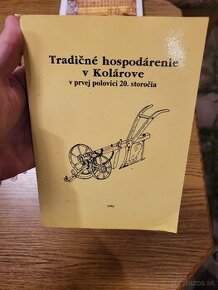 Tradičné hospodárenie
v Kolárove
v prvej polovici 20. storočia
Bazos.sk